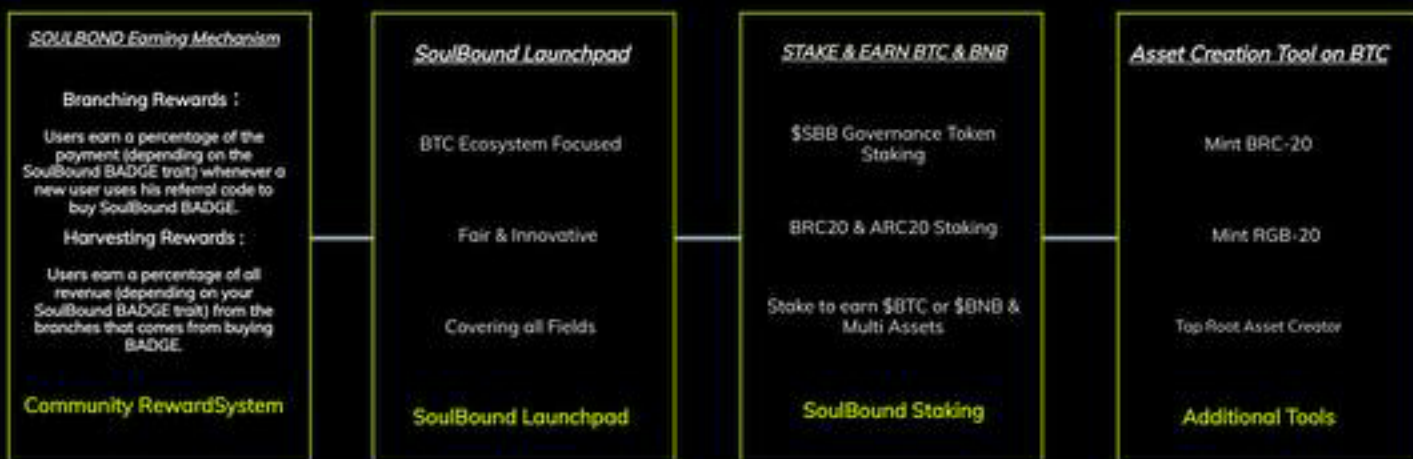 SOULBOND Earning Mechanism
Branching Rewards :
Users earn a percentage of the
payment (depending on the
SoulBound BADGE trait) whenever a
new user uses his referral code to
buy SoulBound BADGE.
Harvesting Rewards :
Users earn a percentage of all
revenue (depending on your
SoulBound BADGE trait) from the
branches that comes from buying
BADGE.
Community RewardSystem
SoulBound Launchpad
BTC Ecosystem Focused
Fair & Innovative
Covering all Fields
SoulBound Launchpad
STAKE & EARN BTC & BNB
$SBB Governance Token
Staking
BRC20 & ARC20 Staking
Stake to earn $BTC or $BNB &
Multi Assets
SoulBound Staking
Asset Creation Tool on BTC
Mint BRC-20
Mint RGB-20
Tap Root Asset Creator
Additional Tools